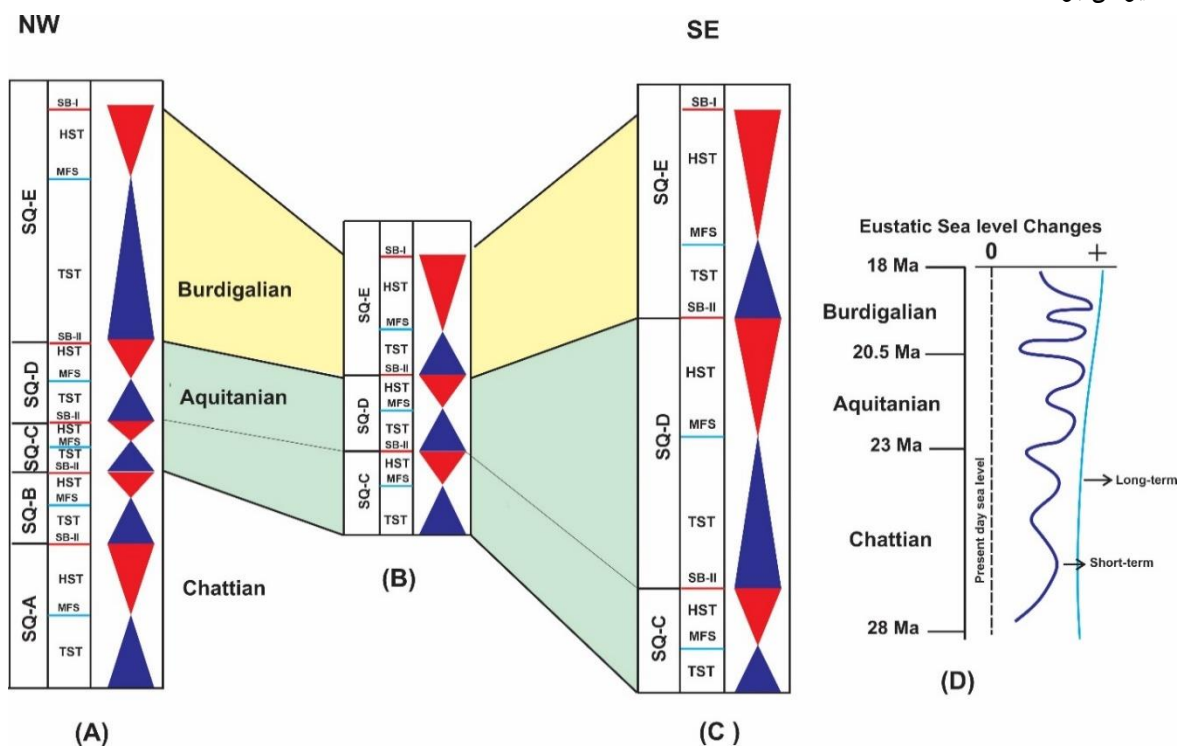 NW
SE
SQ-E
SB-I
HST
MFS
TST
SB-II
SQ-D
HST
MFS
TST
SB-II
SQ-C
HST
MFS
TST
SB-II
SQ-B
HST
MFS
TST
SB-II
SQ-A
HST
MFS
TST
(A)
Burdigalian
Aquitanian
Chattian
SQ-E
SB-I
HST
MFS
TST
SB-II
SQ-D
HST
MFS
TST
SB-II
SQ-C
HST
MFS
TST
(B)
SQ-E
SB-I
HST
MFS
TST
SB-II
SQ-D
HST
MFS
TST
SB-II
SQ-C
HST
MFS
TST
(C )
Eustatic Sea level Changes
0
+
18 Ma
Burdigalian
20.5 Ma
Aquitanian
23 Ma
Chattian
28 Ma
Present day sea level
Long-term
Short-term
(D)